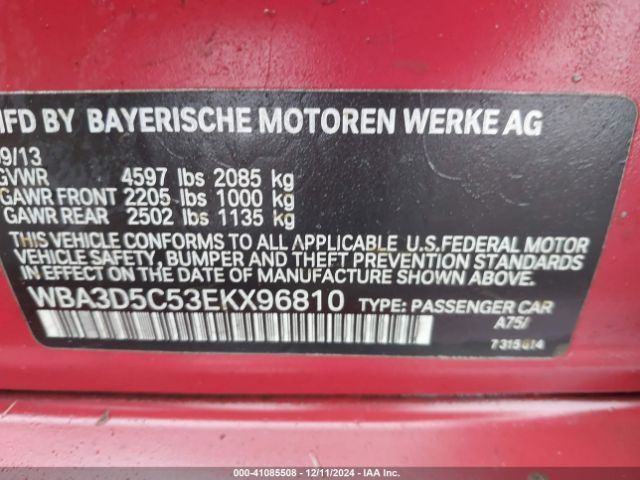 MFD BY BAYERISCHE MOTOREN WERKE AG
09/13
GVWR 4597 lbs 2085 kg
GAWR FRONT 2205 lbs 1000 kg
GAWR REAR 2502 lbs 1135 kg
THIS VEHICLE CONFORMS TO ALL APPLICABLE U.S.FEDERAL MOTOR
VEHICLE SAFETY, BUMPER AND THEFT PREVENTION STANDARDS
IN EFFECT ON THE DATE OF MANUFACTURE SHOWN ABOVE.
WBA3D5C53EKX96810 TYPE: PASSENGER CAR
A75/
000-41085508 - 12/11/2024 - IAA Inc.